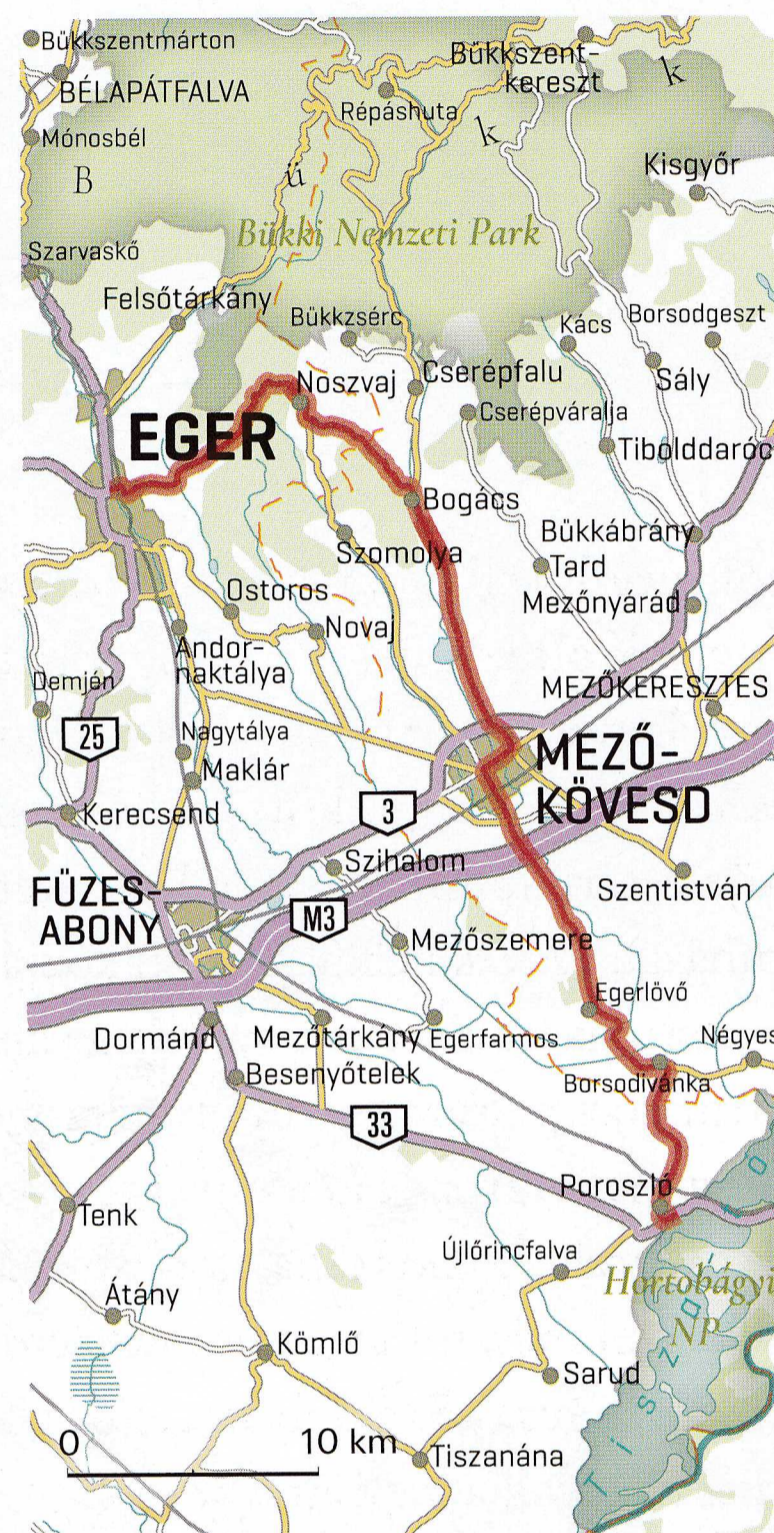 Bükkszentmárton
BÉLAPÁTFALVA
Mónosbél
Bükkszent-
kereszt
Répáshuta
B ü k k
Kisgyőr
Bükki Nemzeti Park
Szarvaskő
Felsőtárkány
Bükkzsérc
Kács
Borsodgeszt
Noszvaj
Cserépfalu
Sály
EGER
Cserépváralja
Tibolddaróc
Bogács
Szomolya
Bükkábrány
Tard
Ostoros
Mezőnyárád
Novaj
Andor-
naktálya
Demjén
MEZŐKERESZTES
25
Nagytálya
Maklár
MEZŐ-
KÖVESD
Kerecsend
3
Szihalom
FÜZES-
ABONY
Szentistván
M3
Mezőszemere
Egerlövő
Dormánd
Mezőtárkány
Egerfarmos
Négyes
Besenyőtelek
Borsodivánka
33
Poroszló
Tenk
Újlőrincfalva
Hortobágyi
NP
Átány
Kömlő
Sarud
T i s z a - t ó
0
10 km
Tiszanána